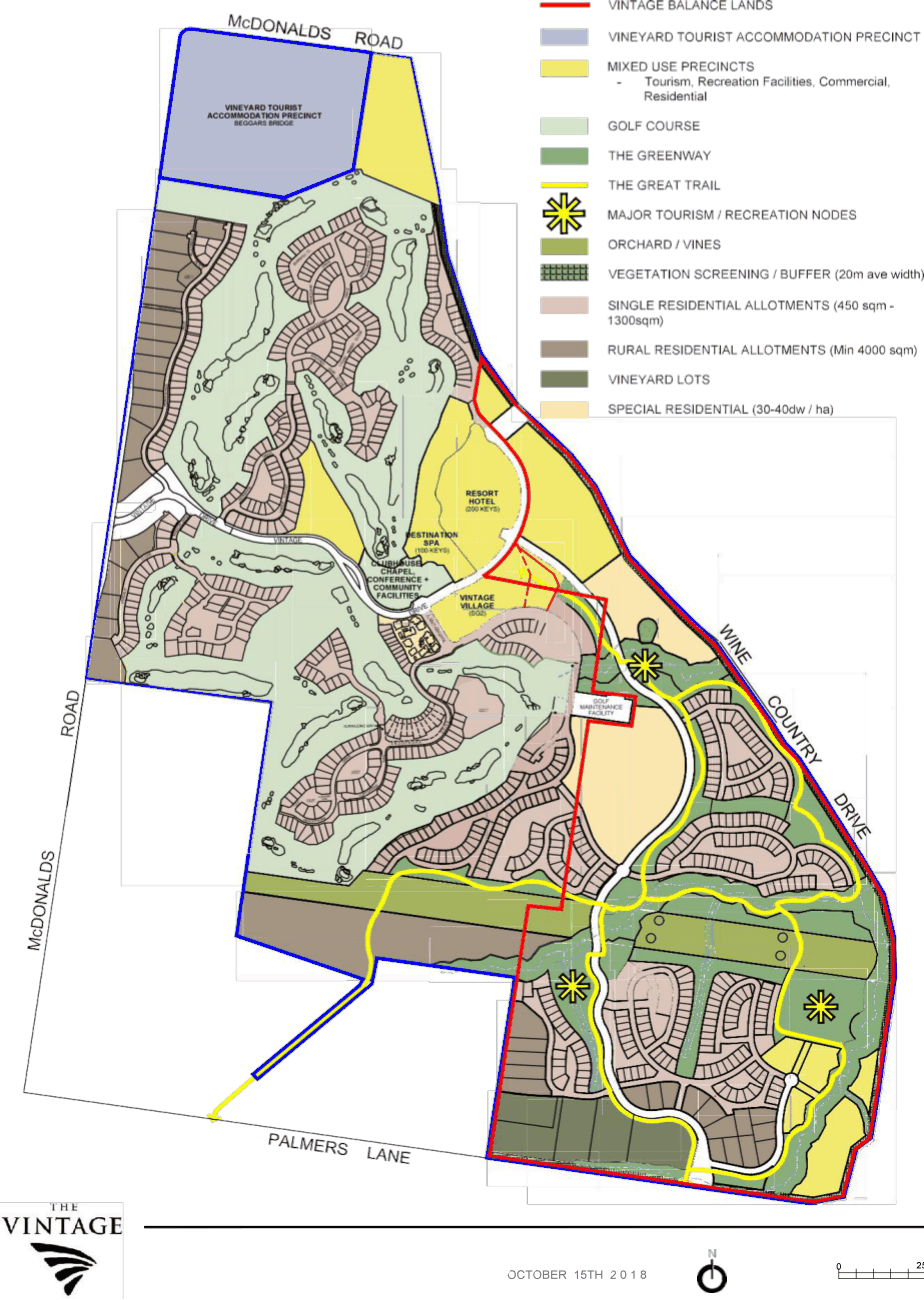 VINTAGE BALANCE LANDS
VINEYARD TOURIST ACCOMMODATION PRECINCT
MIXED USE PRECINCTS
- Tourism, Recreation Facilities, Commercial,
Residential
GOLF COURSE
THE GREENWAY
THE GREAT TRAIL
MAJOR TOURISM / RECREATION NODES
ORCHARD / VINES
VEGETATION SCREENING / BUFFER (20m ave width)
SINGLE RESIDENTIAL ALLOTMENTS (450 sqm -
1300sqm)
RURAL RESIDENTIAL ALLOTMENTS (Min 4000 sqm)
VINEYARD LOTS
SPECIAL RESIDENTIAL (30-40dw / ha)
McDONALDS ROAD
VINEYARD TOURIST
ACCOMMODATION PRECINCT
BEGGARS BRIDGE
RESORT
HOTEL
(200 KEYS)
DESTINATION
SPA
(100 KEYS)
CLUBHOUSE
CHAPEL,
CONFERENCE +
COMMUNITY
FACILITIES
VINTAGE
VILLAGE
VINTAGE
DRIVE
VINTAGE
DRIVE
GOLF
MAINTENANCE
FACILITY
WINE COUNTRY DRIVE
McDONALDS ROAD
PALMERS LANE
THE
VINTAGE
OCTOBER 15TH 2018
N
0
25